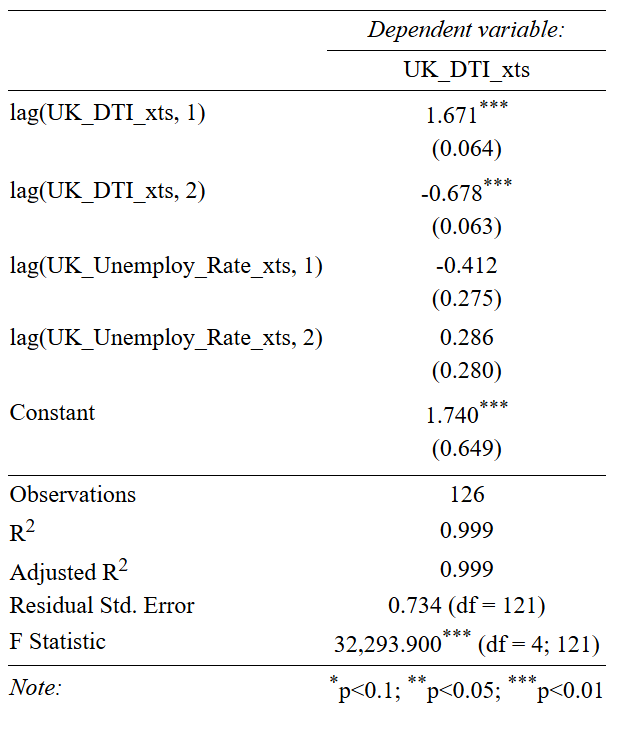 Dependent variable:
UK_DTI_xts
lag(UK_DTI_xts, 1) 1.671***
(0.064)
lag(UK_DTI_xts, 2) -0.678***
(0.063)
lag(UK_Unemploy_Rate_xts, 1) -0.412
(0.275)
lag(UK_Unemploy_Rate_xts, 2) 0.286
(0.280)
Constant 1.740***
(0.649)
Observations 126
R2 0.999
Adjusted R2 0.999
Residual Std. Error 0.734 (df = 121)
F Statistic 32,293.900*** (df = 4; 121)
Note: *p<0.1; **p<0.05; ***p<0.01